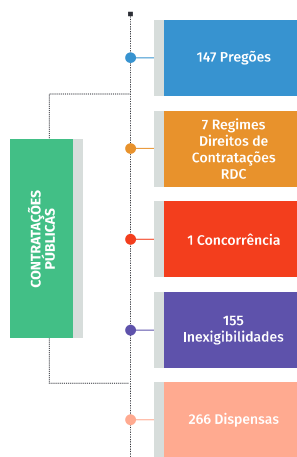 147 Pregões
7 Regimes
Direitos de
Contratações
RDC
CONTRATAÇÕES
PÚBLICAS
1 Concorrência
155
Inexigibilidades
266 Dispensas